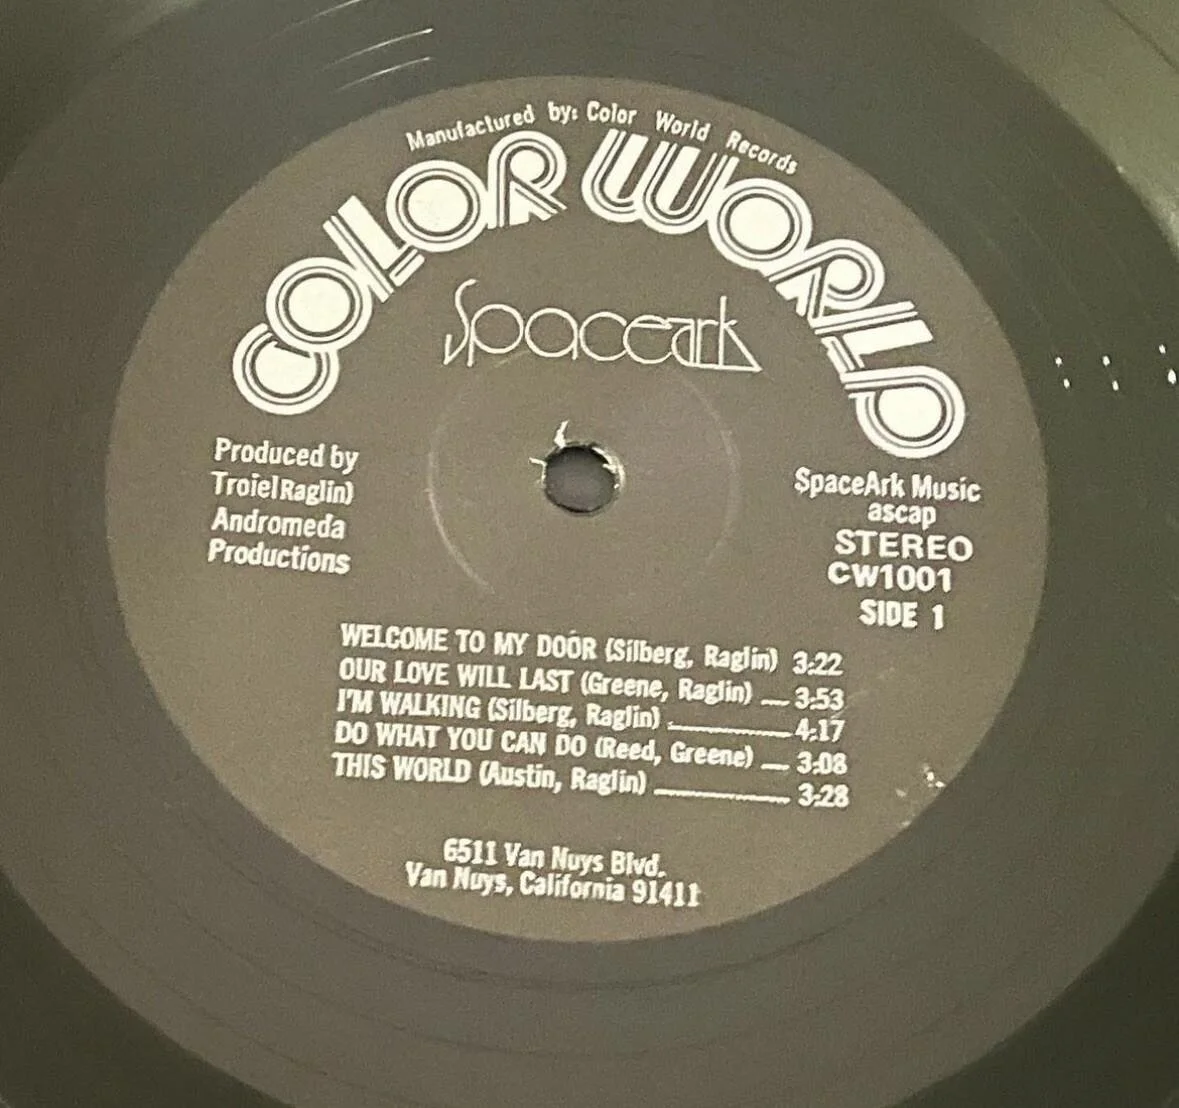 Manufactured by: Color World Records
COLOR WORLD
Spaceark
Produced by
Troiel Raglin)
Andromeda
Productions
SpaceArk Music
ascap
STEREO
CW1001
SIDE 1
WELCOME TO MY DOOR (Silberg, Raglin) 3:22
OUR LOVE WILL LAST (Greene, Raglin) — 3:53
I'M WALKING (Silberg, Raglin) ———— 4:17
DO WHAT YOU CAN DO (Reed, Greene) — 3:08
THIS WORLD (Austin, Raglin) ———— 3:28
6511 Van Nuys Blvd.
Van Nuys, California 91411